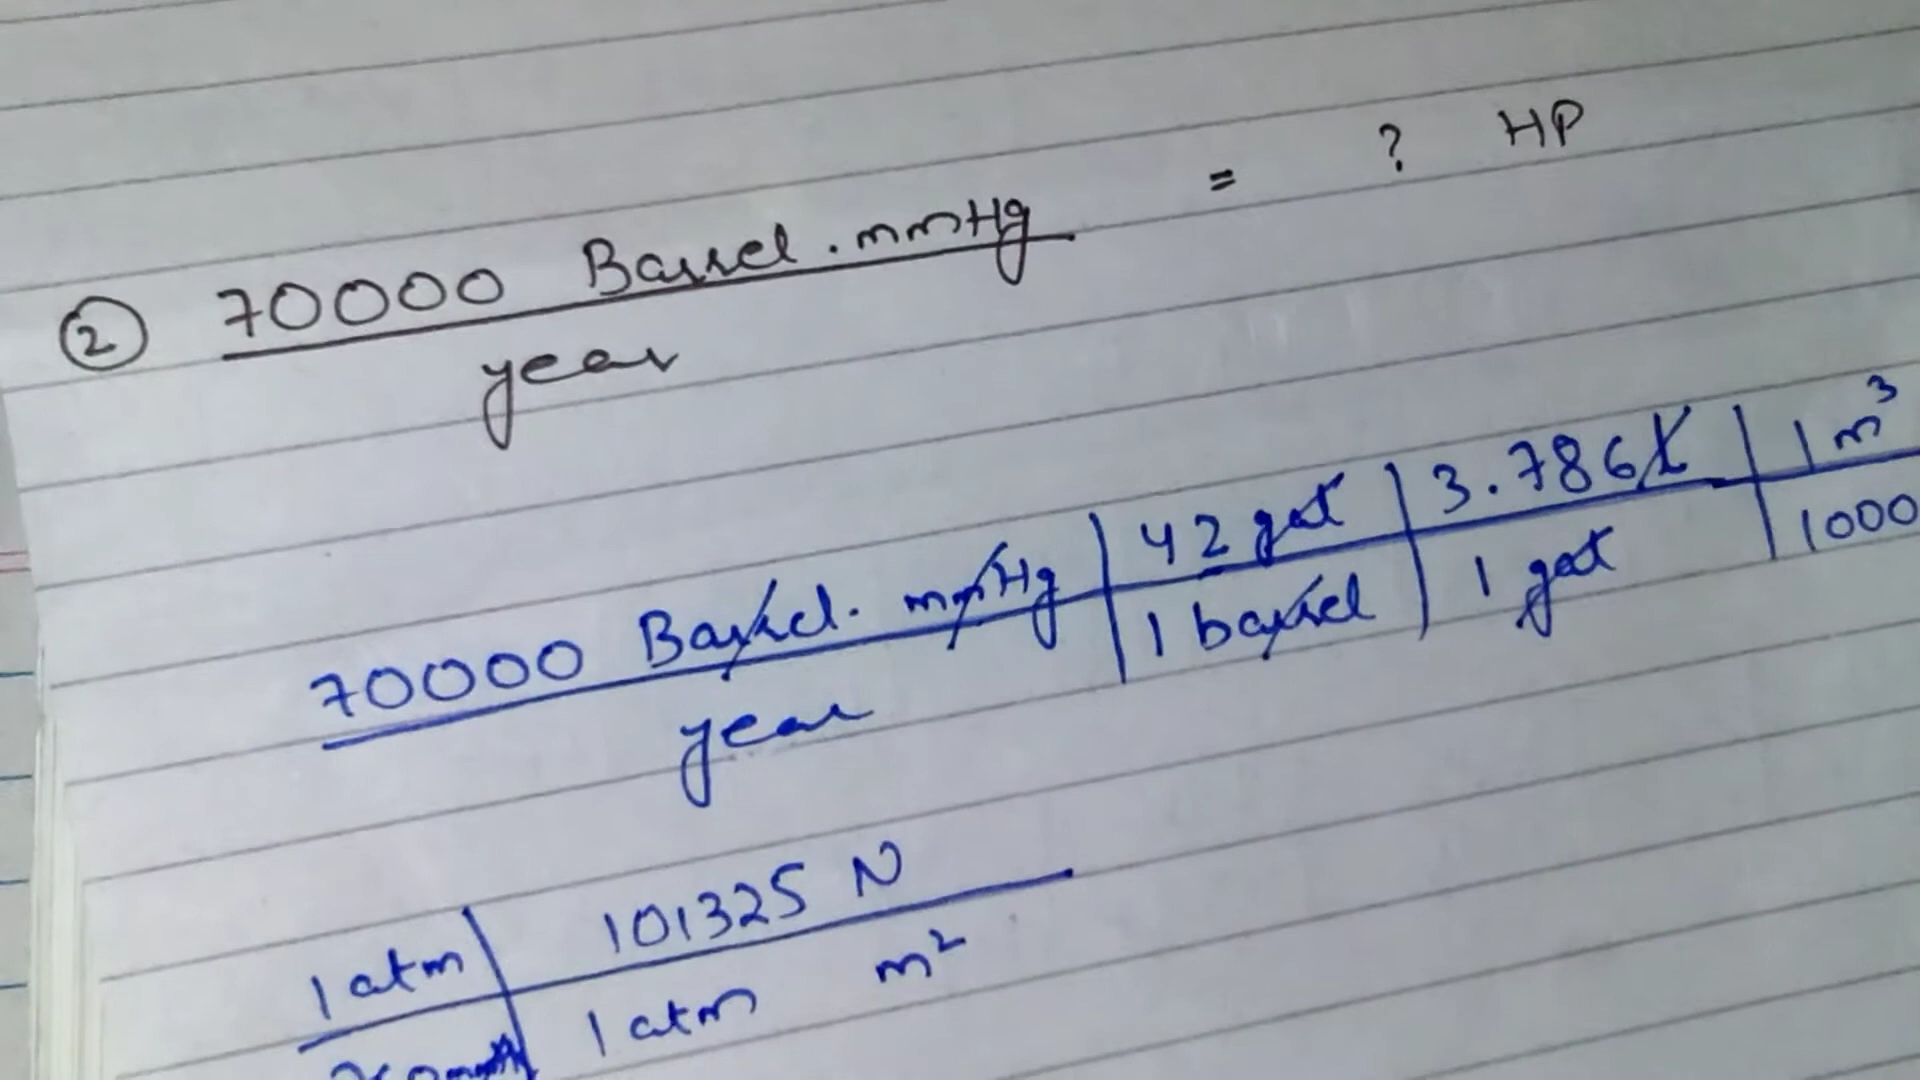 ② 70000 Barrel . mmHg = ? HP
year
70000 Barrel . mmHg 42 gal 3.786 L 1 m³
year 1 barrel 1 gal 1000
1 atm 101325 N
1 atm m²